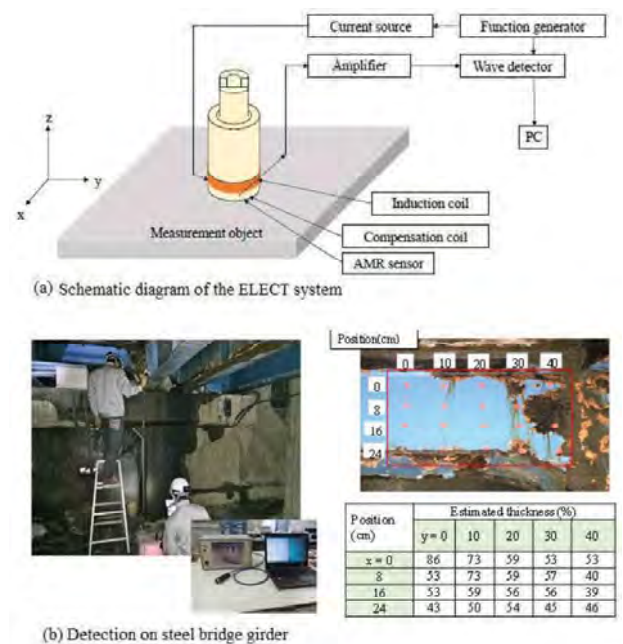 Current source
Function generator
Amplifier
Wave detector
PC
z
y
x
Induction coil
Measurement object
Compensation coil
AMR sensor
(a) Schematic diagram of the ELECT system
Position(cm)
0 10 20 30 40
0
8
16
24
Position (cm) Estimated thickness (%)
y = 0 10 20 30 40
x = 0 86 73 59 53 53
8 53 73 59 57 40
16 53 59 56 56 39
24 43 50 54 45 46
(b) Detection on steel bridge girder